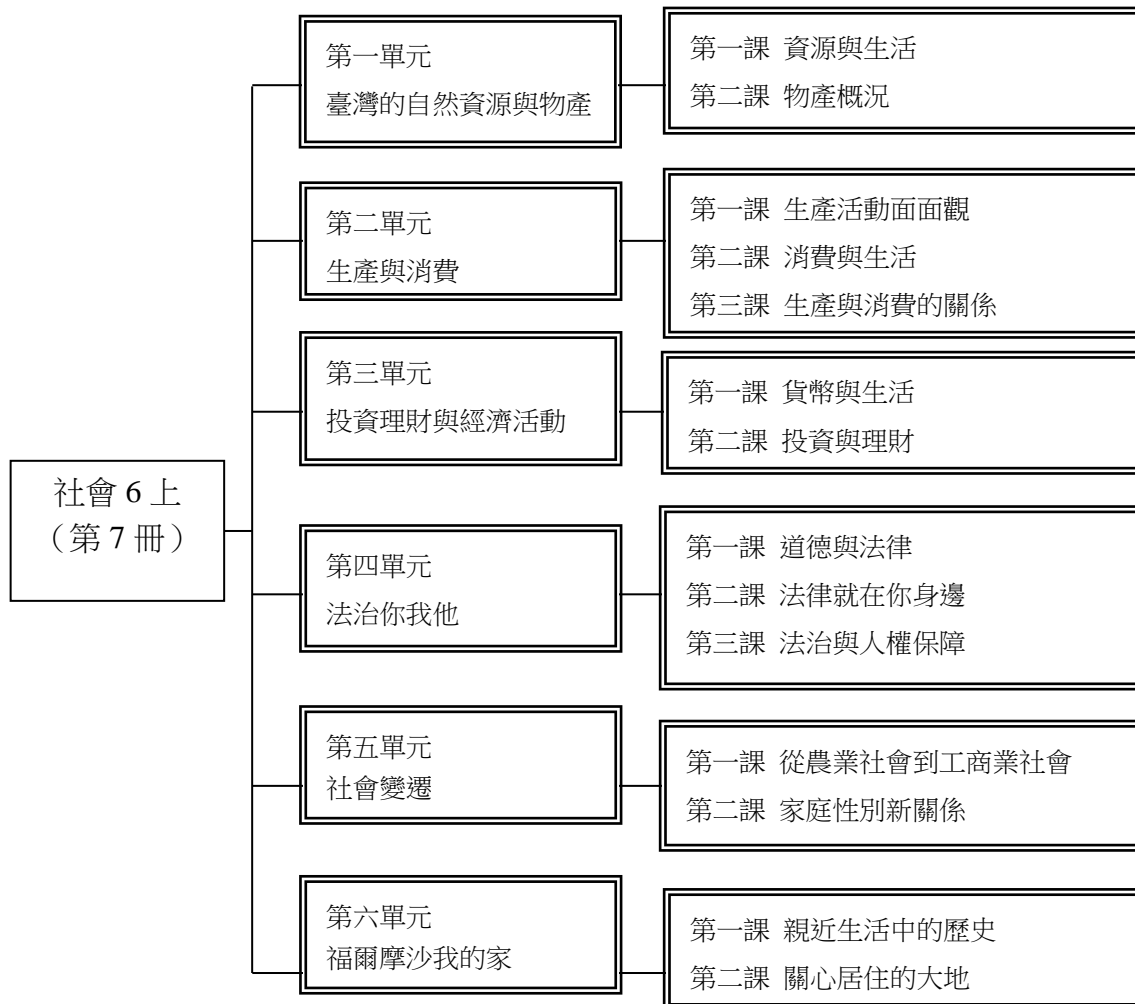 社會 6 上
（第 7 冊）
第一單元
臺灣的自然資源與物產
第一課 資源與生活
第二課 物產概況
第二單元
生產與消費
第一課 生產活動面面觀
第二課 消費與生活
第三課 生產與消費的關係
第三單元
投資理財與經濟活動
第一課 貨幣與生活
第二課 投資與理財
第四單元
法治你我他
第一課 道德與法律
第二課 法律就在你身邊
第三課 法治與人權保障
第五單元
社會變遷
第一課 從農業社會到工商業社會
第二課 家庭性別新關係
第六單元
福爾摩沙我的家
第一課 親近生活中的歷史
第二課 關心居住的大地